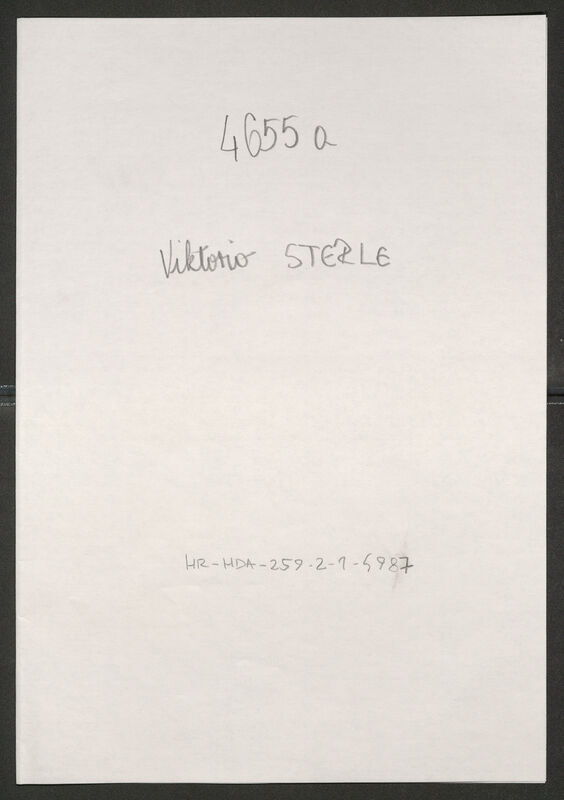 4655 a
Viktorio STERLE
HR-HDA-259-2-1-5987